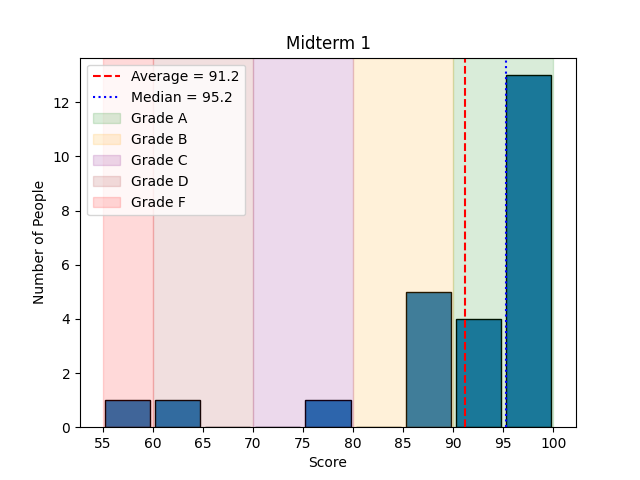 Midterm 1
Average = 91.2
Median = 95.2
Grade A
Grade B
Grade C
Grade D
Grade F
Number of People
12
10
8
6
4
2
0
55 60 65 70 75 80 85 90 95 100
Score